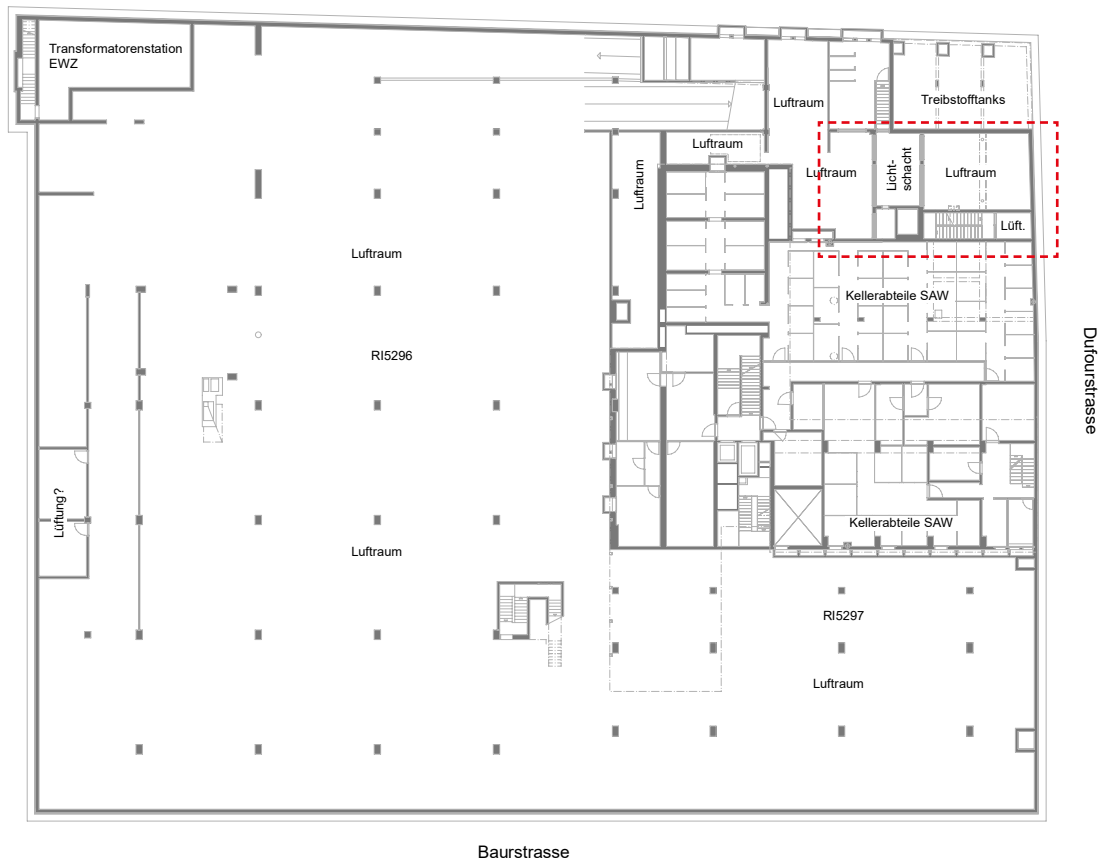 Transformatorenstation
EWZ
Luftraum
Treibstofftanks
Luftraum
Luftraum
Licht-
schacht
Luftraum
Luftraum
Lüft.
Luftraum
Kellerabteile SAW
RI5296
Dufourstrasse
Lüftung?
Kellerabteile SAW
Luftraum
RI5297
Luftraum
Baurstrasse